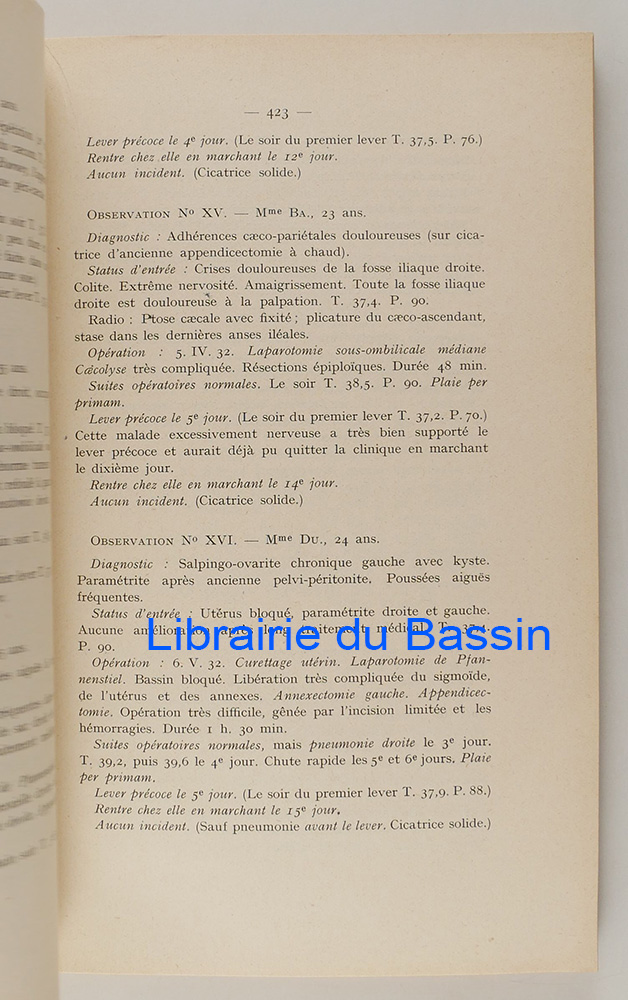 — 423 —
Lever précoce le 4e jour. (Le soir du premier lever T. 37,5. P. 76.)
Rentre chez elle en marchant le 12e jour.
Aucun incident. (Cicatrice solide.)
Observation No XV. — Mme Ba., 23 ans.
Diagnostic : Adhérences cæco-pariétales douloureuses (sur cica-
trice d'ancienne appendicectomie à chaud).
Status d'entrée : Crises douloureuses de la fosse iliaque droite.
Colite. Extrême nervosité. Amaigrissement. Toute la fosse iliaque
droite est douloureuse à la palpation. T. 37,4. P. 90.
Radio : Ptose cæcale avec fixité ; plicature du cæco-ascendant,
stase dans les dernières anses iléales.
Opération : 5. IV. 32. Laparotomie sous-ombilicale médiane
Cæcolyse très compliquée. Résections épiploïques. Durée 48 min.
Suites opératoires normales. Le soir T. 38,5. P. 90. Plaie per
primam.
Lever précoce le 5e jour. (Le soir du premier lever T. 37,2. P. 70.)
Cette malade excessivement nerveuse a très bien supporté le
lever précoce et aurait déjà pu quitter la clinique en marchant
le dixième jour.
Rentre chez elle en marchant le 14e jour.
Aucun incident. (Cicatrice solide.)
Observation No XVI. — Mme Du., 24 ans.
Diagnostic : Salpingo-ovarite chronique gauche avec kyste.
Paramétrite après ancienne pelvi-péritonite. Poussées aiguës
fréquentes.
Status d'entrée : Utérus bloqué, paramétrite droite et gauche.
Aucune amélioration après long traitement médical. T. 37,4.
P. 90.
Librairie du Bassin
Opération : 6. V. 32. Curettage utérin. Laparotomie de Pjan-
nenstiel. Bassin bloqué. Libération très compliquée du sigmoïde,
de l'utérus et des annexes. Annexectomie gauche. Appendicec-
tomie. Opération très difficile, gênée par l'incision limitée et les
hémorragies. Durée 1 h. 30 min.
Suites opératoires normales, mais pneumonie droite le 3e jour.
T. 39,2, puis 39,6 le 4e jour. Chute rapide les 5e et 6e jours. Plaie
per primam.
Lever précoce le 5e jour. (Le soir du premier lever T. 37,9. P. 88.)
Rentre chez elle en marchant le 15e jour.
Aucun incident. (Sauf pneumonie avant le lever. Cicatrice solide.)